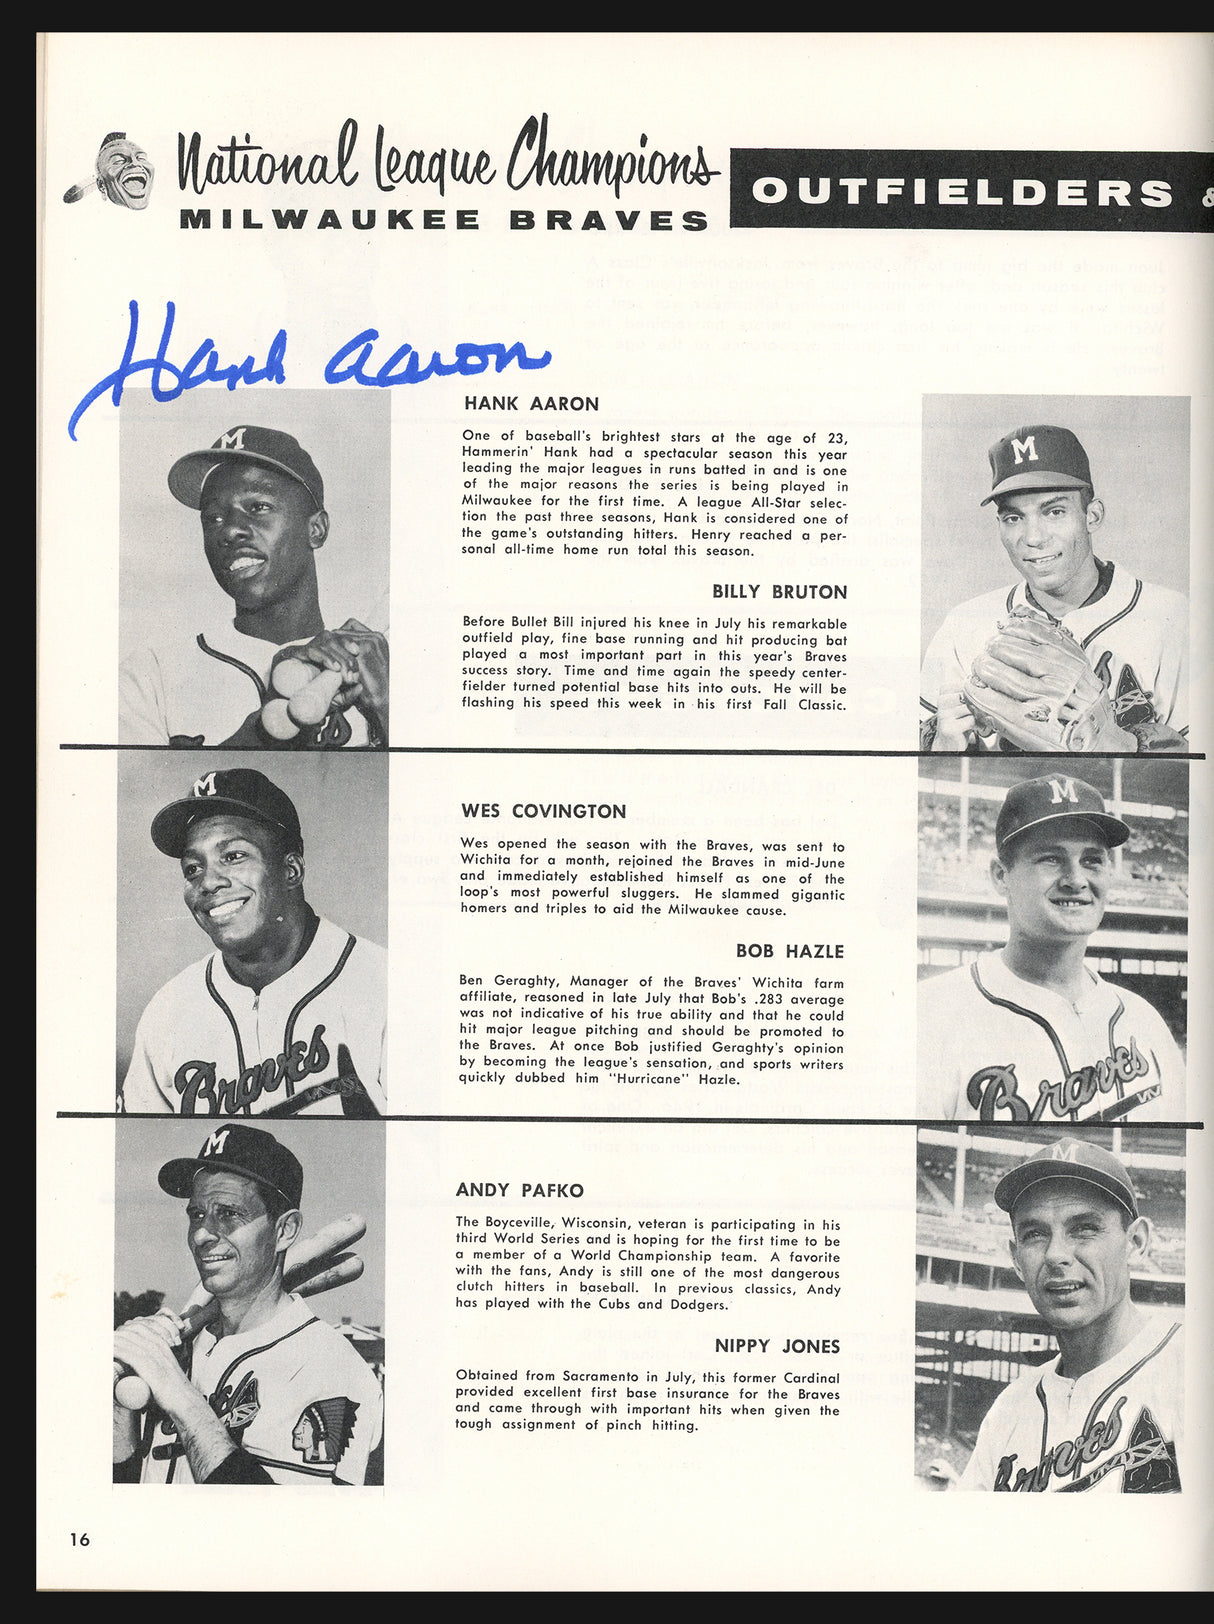 National League Champions
MILWAUKEE BRAVES
OUTFIELDERS &
Hank Aaron
HANK AARON
One of baseball's brightest stars at the age of 23,
Hammerin' Hank had a spectacular season this year
leading the major leagues in runs batted in and is one
of the major reasons the series is being played in
Milwaukee for the first time. A league All-Star selec-
tion the past three seasons, Hank is considered one of
the game's outstanding hitters. Henry reached a per-
sonal all-time home run total this season.
BILLY BRUTON
Before Bullet Bill injured his knee in July his remarkable
outfield play, fine base running and hit producing bat
played a most important part in this year's Braves
success story. Time and time again the speedy center-
fielder turned potential base hits into outs. He will be
flashing his speed this week in his first Fall Classic.
WES COVINGTON
Wes opened the season with the Braves, was sent to
Wichita for a month, rejoined the Braves in mid-June
and immediately established himself as one of the
loop's most powerful sluggers. He slammed gigantic
homers and triples to aid the Milwaukee cause.
BOB HAZLE
Ben Geraghty, Manager of the Braves' Wichita farm
affiliate, reasoned in late July that Bob's .283 average
was not indicative of his true ability and that he could
hit major league pitching and should be promoted to
the Braves. At once Bob justified Geraghty's opinion
by becoming the league's sensation, and sports writers
quickly dubbed him "Hurricane" Hazle.
ANDY PAFKO
The Boyceville, Wisconsin, veteran is participating in his
third World Series and is hoping for the first time to be
a member of a World Championship team. A favorite
with the fans, Andy is still one of the most dangerous
clutch hitters in baseball. In previous classics, Andy
has played with the Cubs and Dodgers.
NIPPY JONES
Obtained from Sacramento in July, this former Cardinal
provided excellent first base insurance for the Braves
and came through with important hits when given the
tough assignment of pinch hitting.
M
M
M
Braves
M
Braves
M
M
Braves
16